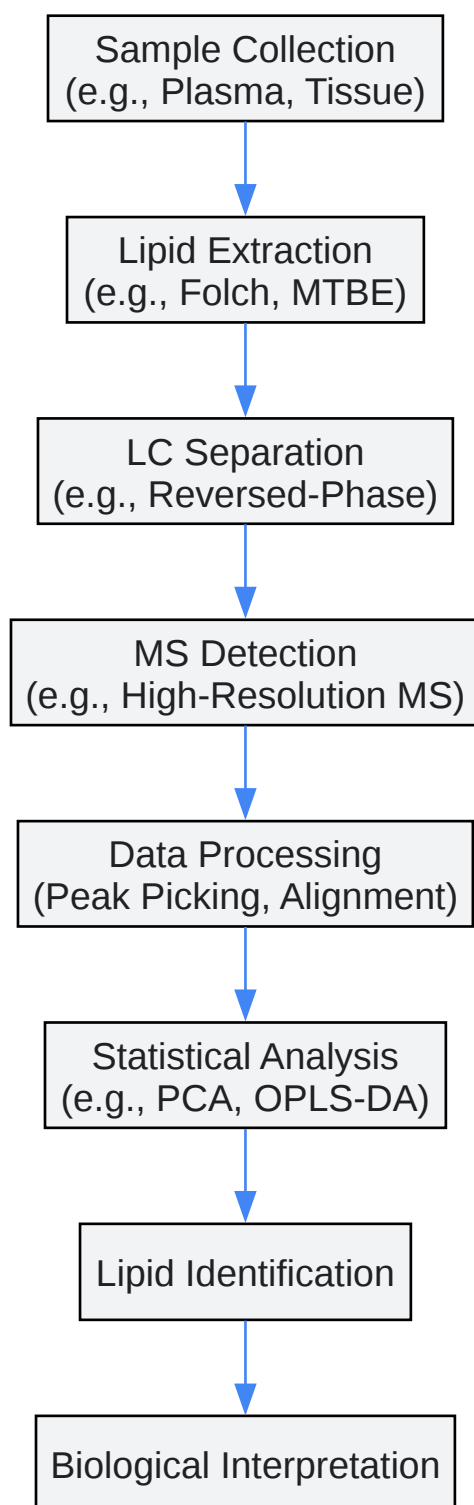 Sample Collection
(e.g., Plasma, Tissue)
Lipid Extraction
(e.g., Folch, MTBE)
LC Separation
(e.g., Reversed-Phase)
MS Detection
(e.g., High-Resolution MS)
Data Processing
(Peak Picking, Alignment)
Statistical Analysis
(e.g., PCA, OPLS-DA)
Lipid Identification
Biological Interpretation